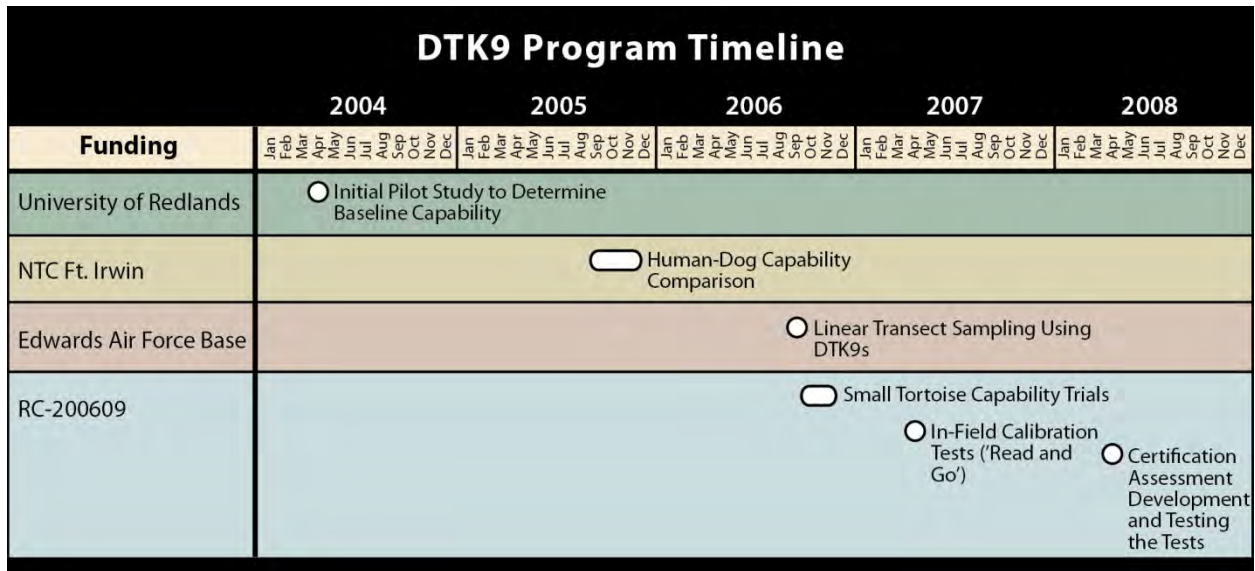 DTK9 Program Timeline
2004 2005 2006 2007 2008
Funding Jan Feb Mar Apr May Jun Jul Aug Sep Oct Nov Dec Jan Feb Mar Apr May Jun Jul Aug Sep Oct Nov Dec Jan Feb Mar Apr May Jun Jul Aug Sep Oct Nov Dec Jan Feb Mar Apr May Jun Jul Aug Sep Oct Nov Dec Jan Feb Mar Apr May Jun Jul Aug Sep Oct Nov Dec
University of Redlands
Initial Pilot Study to Determine
Baseline Capability
NTC Ft. Irwin
Human-Dog Capability
Comparison
Edwards Air Force Base
Linear Transect Sampling Using
DTK9s
RC-200609
Small Tortoise Capability Trials
In-Field Calibration
Tests ('Read and
Go')
Certification
Assessment
Development
and Testing
the Tests